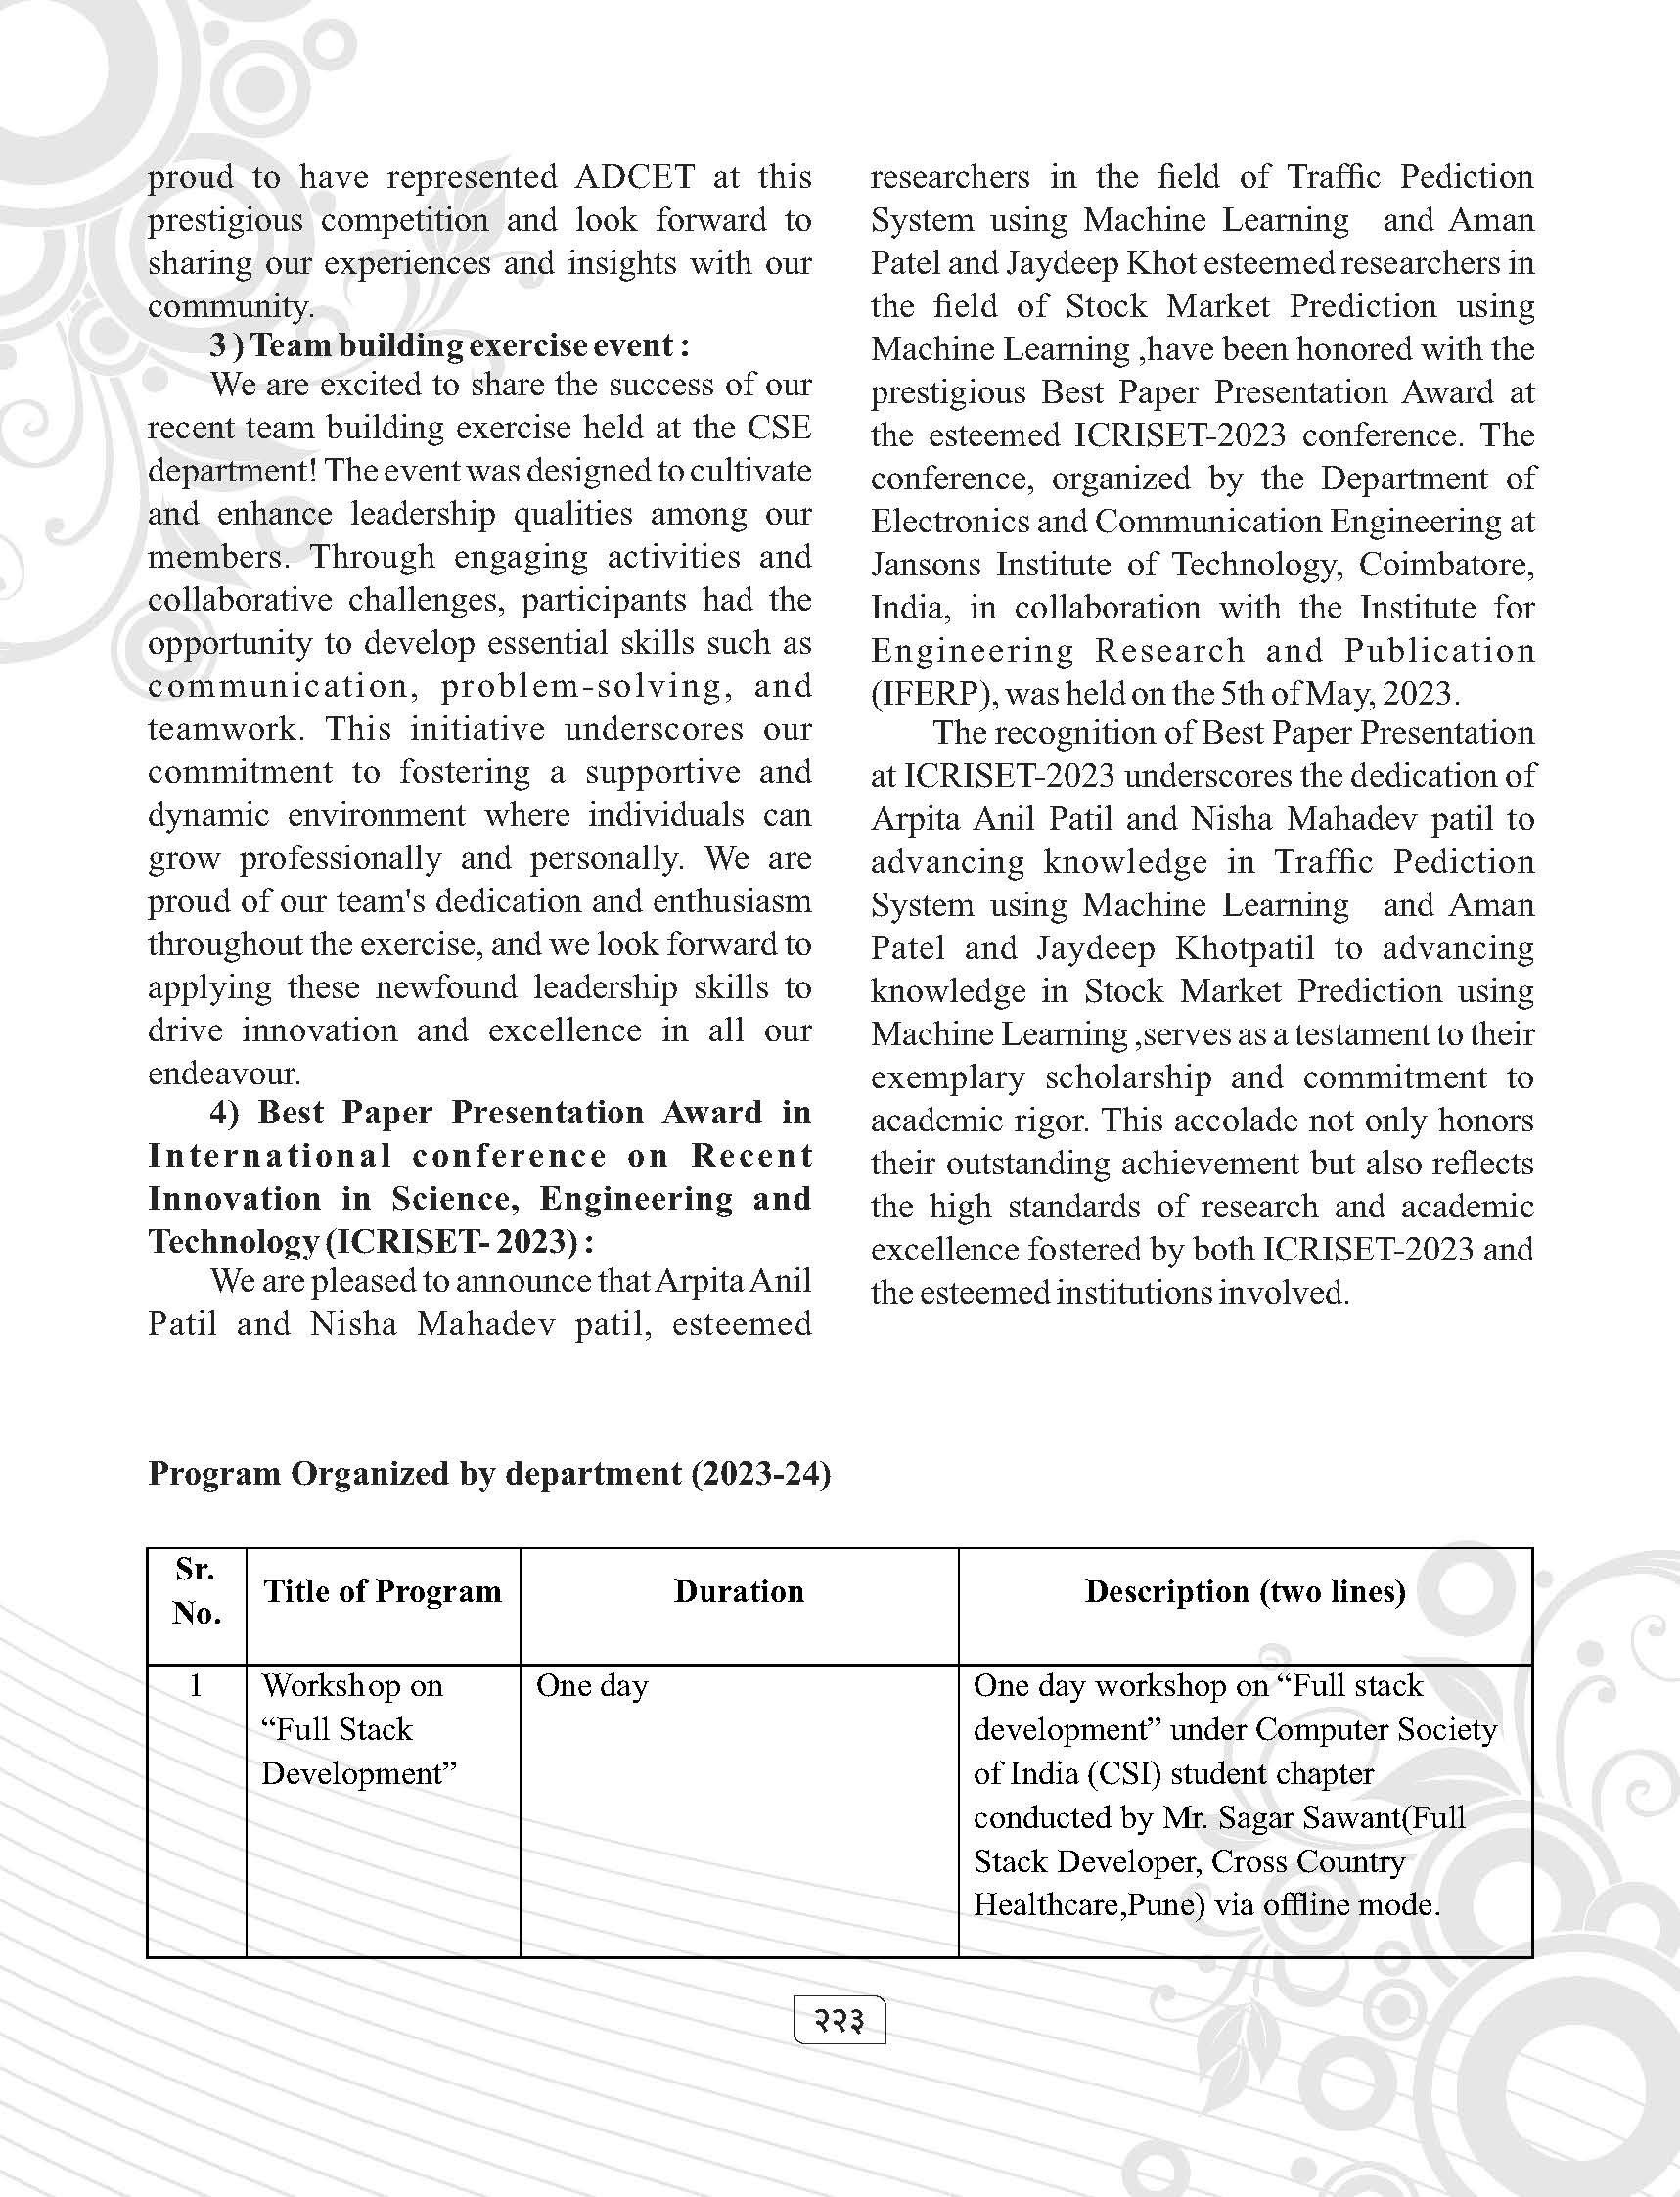 proud to have represented ADCET at this
prestigious competition and look forward to
sharing our experiences and insights with our
community.
3 ) Team building exercise event :
We are excited to share the success of our
recent team building exercise held at the CSE
department! The event was designed to cultivate
and enhance leadership qualities among our
members. Through engaging activities and
collaborative challenges, participants had the
opportunity to develop essential skills such as
communication, problem-solving, and
teamwork. This initiative underscores our
commitment to fostering a supportive and
dynamic environment where individuals can
grow professionally and personally. We are
proud of our team's dedication and enthusiasm
throughout the exercise, and we look forward to
applying these newfound leadership skills to
drive innovation and excellence in all our
endeavour.
4) Best Paper Presentation Award in
International conference on Recent
Innovation in Science, Engineering and
Technology (ICRISET- 2023) :
We are pleased to announce that Arpita Anil
Patil and Nisha Mahadev patil, esteemed
researchers in the field of Traffic Pediction
System using Machine Learning and Aman
Patel and Jaydeep Khot esteemed researchers in
the field of Stock Market Prediction using
Machine Learning ,have been honored with the
prestigious Best Paper Presentation Award at
the esteemed ICRISET-2023 conference. The
conference, organized by the Department of
Electronics and Communication Engineering at
Jansons Institute of Technology, Coimbatore,
India, in collaboration with the Institute for
Engineering Research and Publication
(IFERP), was held on the 5th of May, 2023.
The recognition of Best Paper Presentation
at ICRISET-2023 underscores the dedication of
Arpita Anil Patil and Nisha Mahadev patil to
advancing knowledge in Traffic Pediction
System using Machine Learning and Aman
Patel and Jaydeep Khotpatil to advancing
knowledge in Stock Market Prediction using
Machine Learning ,serves as a testament to their
exemplary scholarship and commitment to
academic rigor. This accolade not only honors
their outstanding achievement but also reflects
the high standards of research and academic
excellence fostered by both ICRISET-2023 and
the esteemed institutions involved.
Program Organized by department (2023-24)
Sr.
No.
Title of Program
Duration
Description (two lines)
1
Workshop on
“Full Stack
Development”
One day
One day workshop on “Full stack
development” under Computer Society
of India (CSI) student chapter
conducted by Mr. Sagar Sawant(Full
Stack Developer, Cross Country
Healthcare,Pune) via offline mode.
२२३